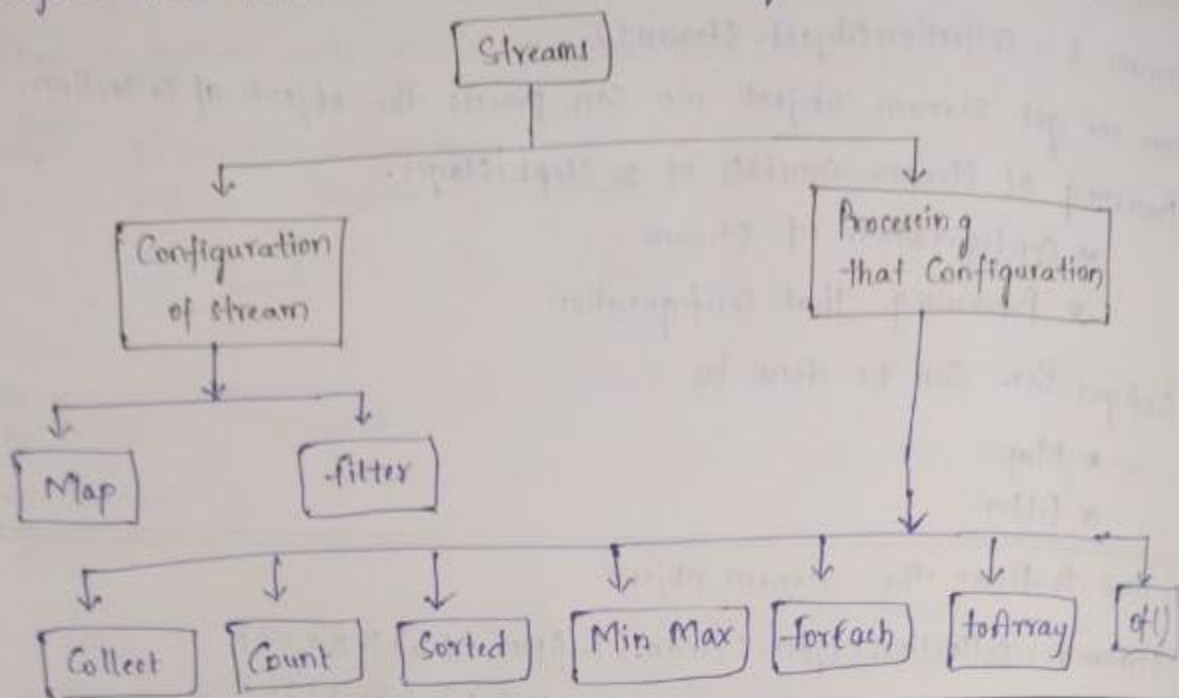 Streams
Configuration
of stream
Processing
that Configuration
Map
filter
Collect
Count
Sorted
Min Max
forEach
toArray
of()